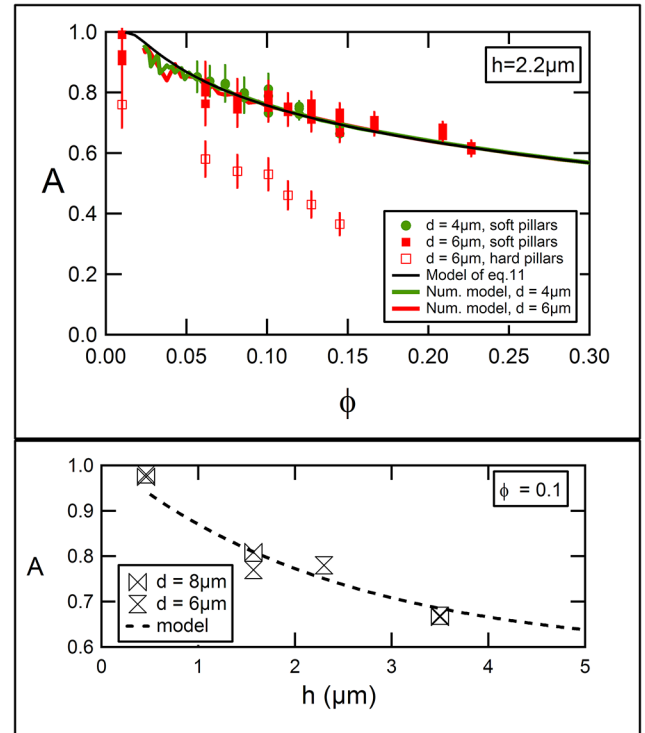 1.0
0.8
0.6
0.4
0.2
0.0
A
h=2.2µm
d = 4µm, soft pillars
d = 6µm, soft pillars
d = 6µm, hard pillars
Model of eq.11
Num. model, d = 4µm
Num. model, d = 6µm
0.00 0.05 0.10 0.15 0.20 0.25 0.30
ϕ
1.0
0.9
0.8
0.7
0.6
A
ϕ = 0.1
d = 8µm
d = 6µm
model
0 1 2 3 4 5
h (µm)